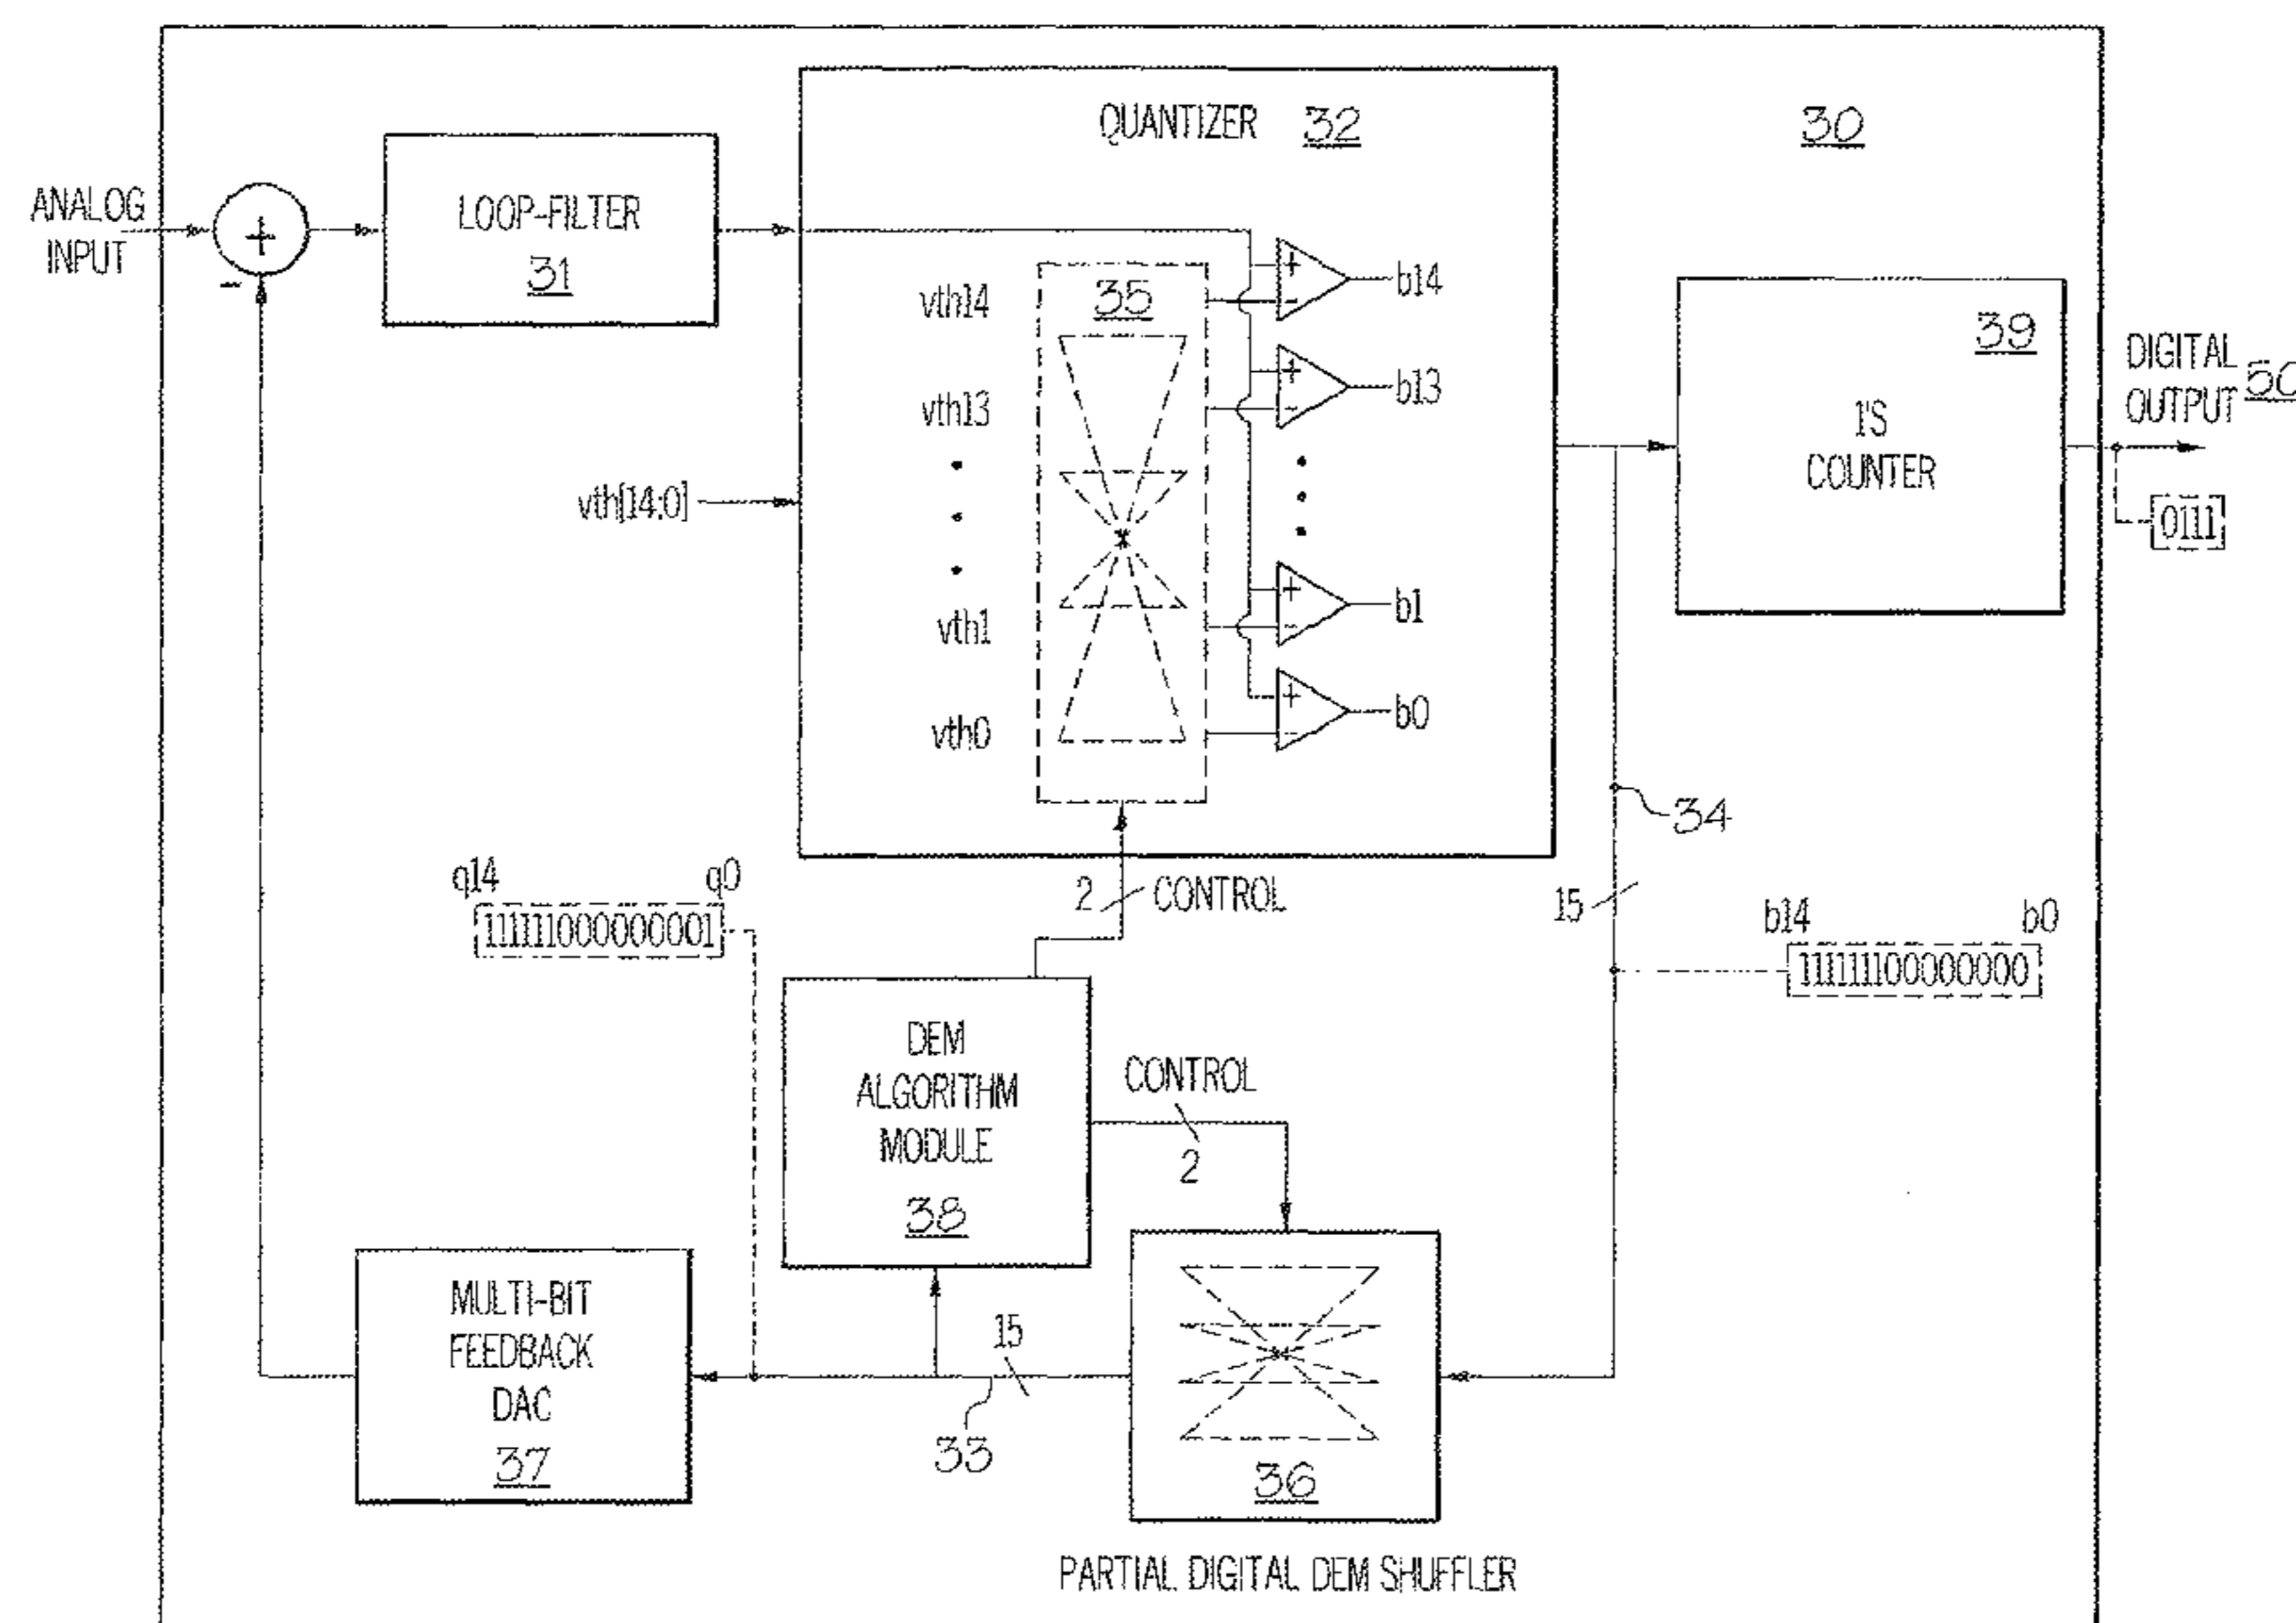 QUANTIZER 32
30
ANALOG
INPUT
+
-
LOOP-FILTER
31
vth[14:0]
vth14
vth13
vth1
vth0
35
+
-
b14
+
-
b13
+
-
b1
+
-
b0
1'S
COUNTER
39
DIGITAL
OUTPUT 50
0111
34
15
b14 b0
111111100000000
2 CONTROL
q14 q0
111111000000001
DEM
ALGORITHM
MODULE
38
CONTROL
2
MULTI-BIT
FEEDBACK
DAC
37
15
33
36
PARTIAL DIGITAL DEM SHUFFLER